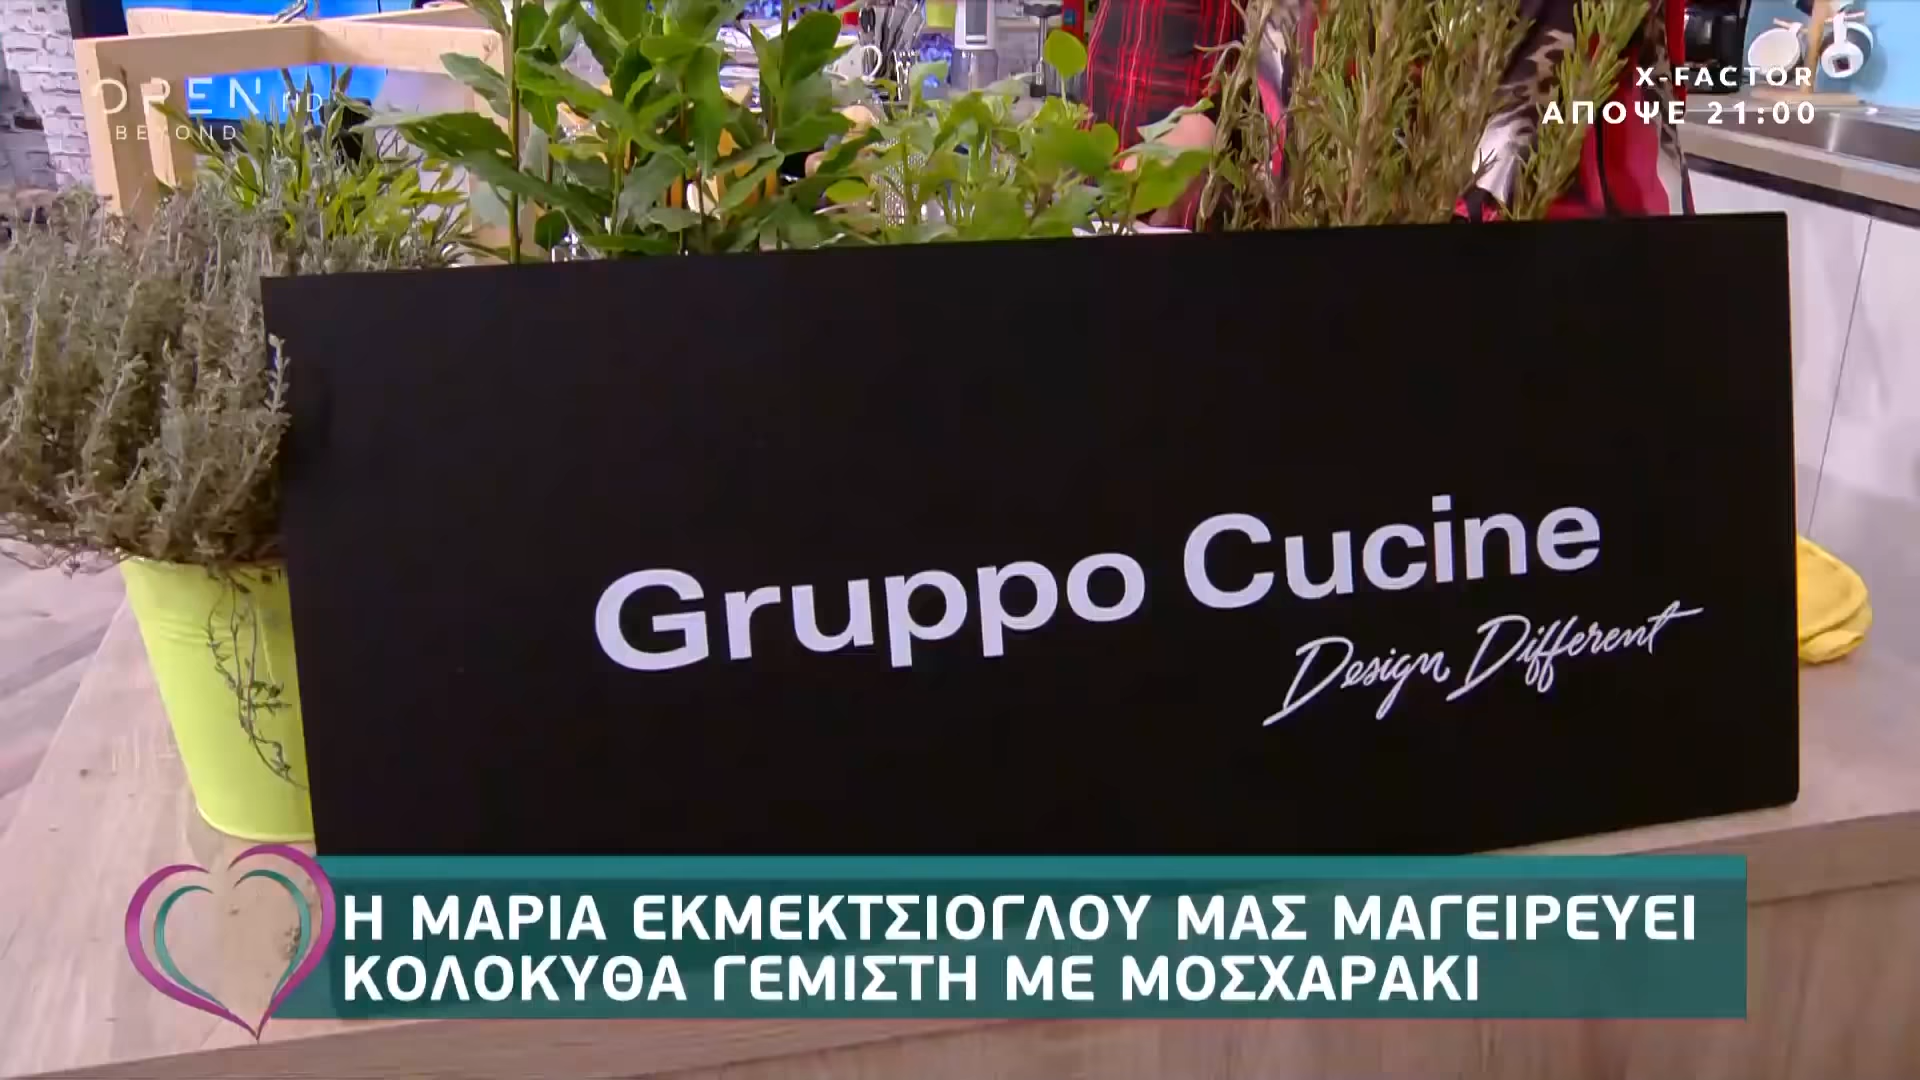 OPEN HD
BEYOND
X-FACTOR
ΑΠΟΨΕ 21:00
Gruppo Cucine
Design Different
Η ΜΑΡΙΑ ΕΚΜΕΚΤΣΙΟΓΛΟΥ ΜΑΣ ΜΑΓΕΙΡΕΥΕΙ
ΚΟΛΟΚΥΘΑ ΓΕΜΙΣΤΗ ΜΕ ΜΟΣΧΑΡΑΚΙ